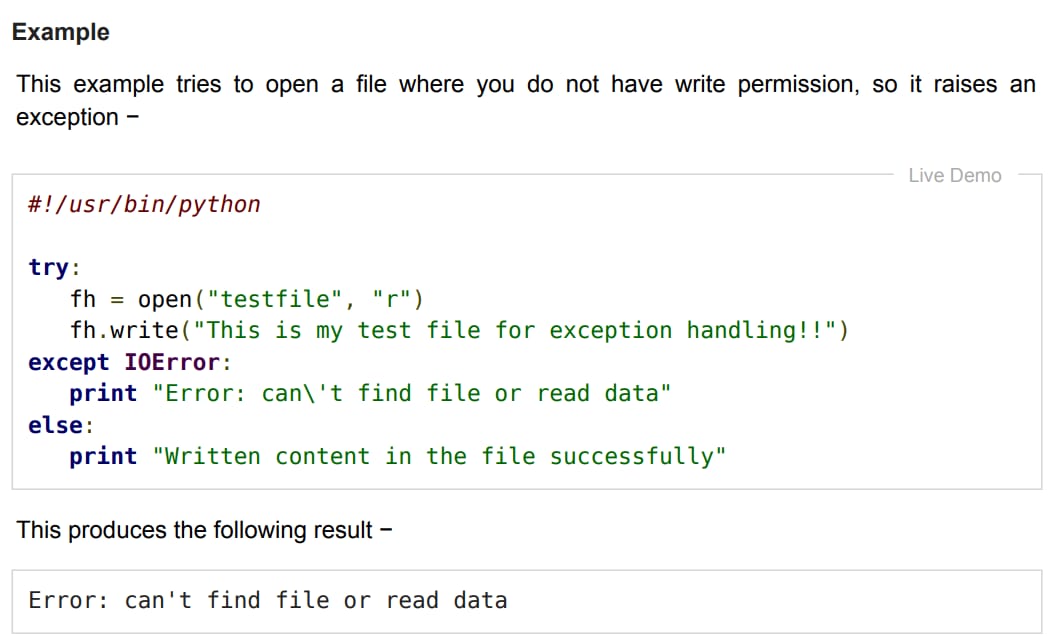 Example
This example tries to open a file where you do not have write permission, so it raises an
exception −
Live Demo
#!/usr/bin/python
try:
   fh = open("testfile", "r")
   fh.write("This is my test file for exception handling!!")
except IOError:
   print "Error: can\'t find file or read data"
else:
   print "Written content in the file successfully"
This produces the following result −
Error: can't find file or read data